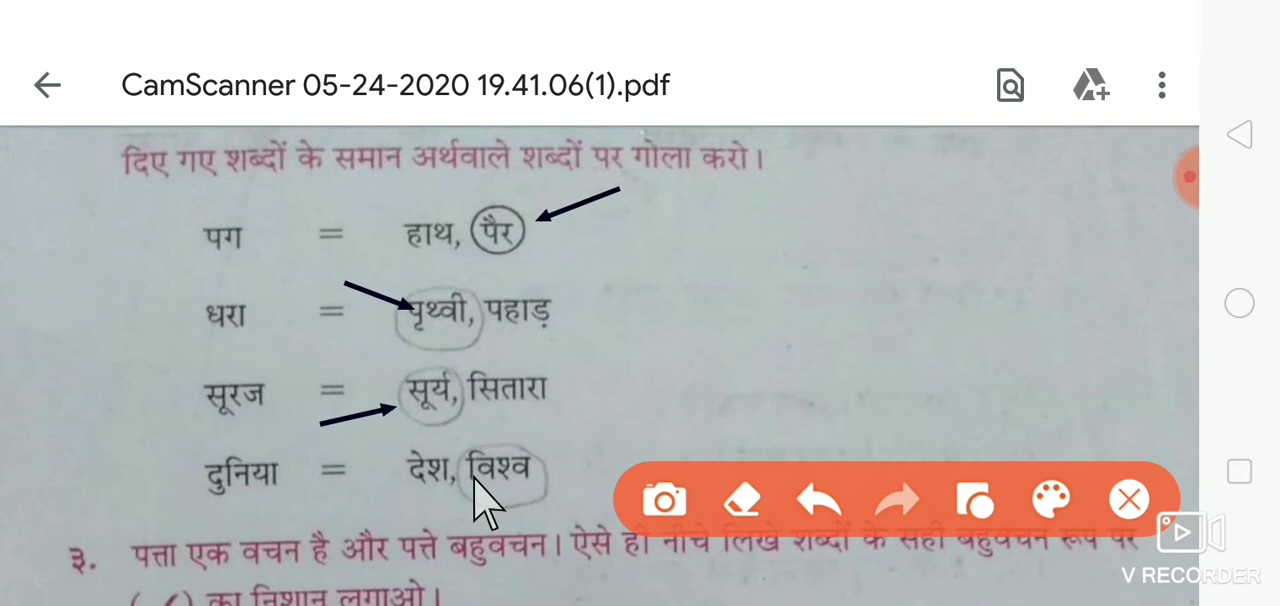 CamScanner 05-24-2020 19.41.06(1).pdf
दिए गए शब्दों के समान अर्थवाले शब्दों पर गोला करो।
पग = हाथ, पैर
धरा = पृथ्वी, पहाड़
सूरज = सूर्य, सितारा
दुनिया = देश, विश्व
३. पत्ता एक वचन है और पत्ते बहुवचन। ऐसे ही नीचे लिखे शब्दों के सही बहुवचन रूप पर
(✓) का निशान लगाओ।
V RECORDER